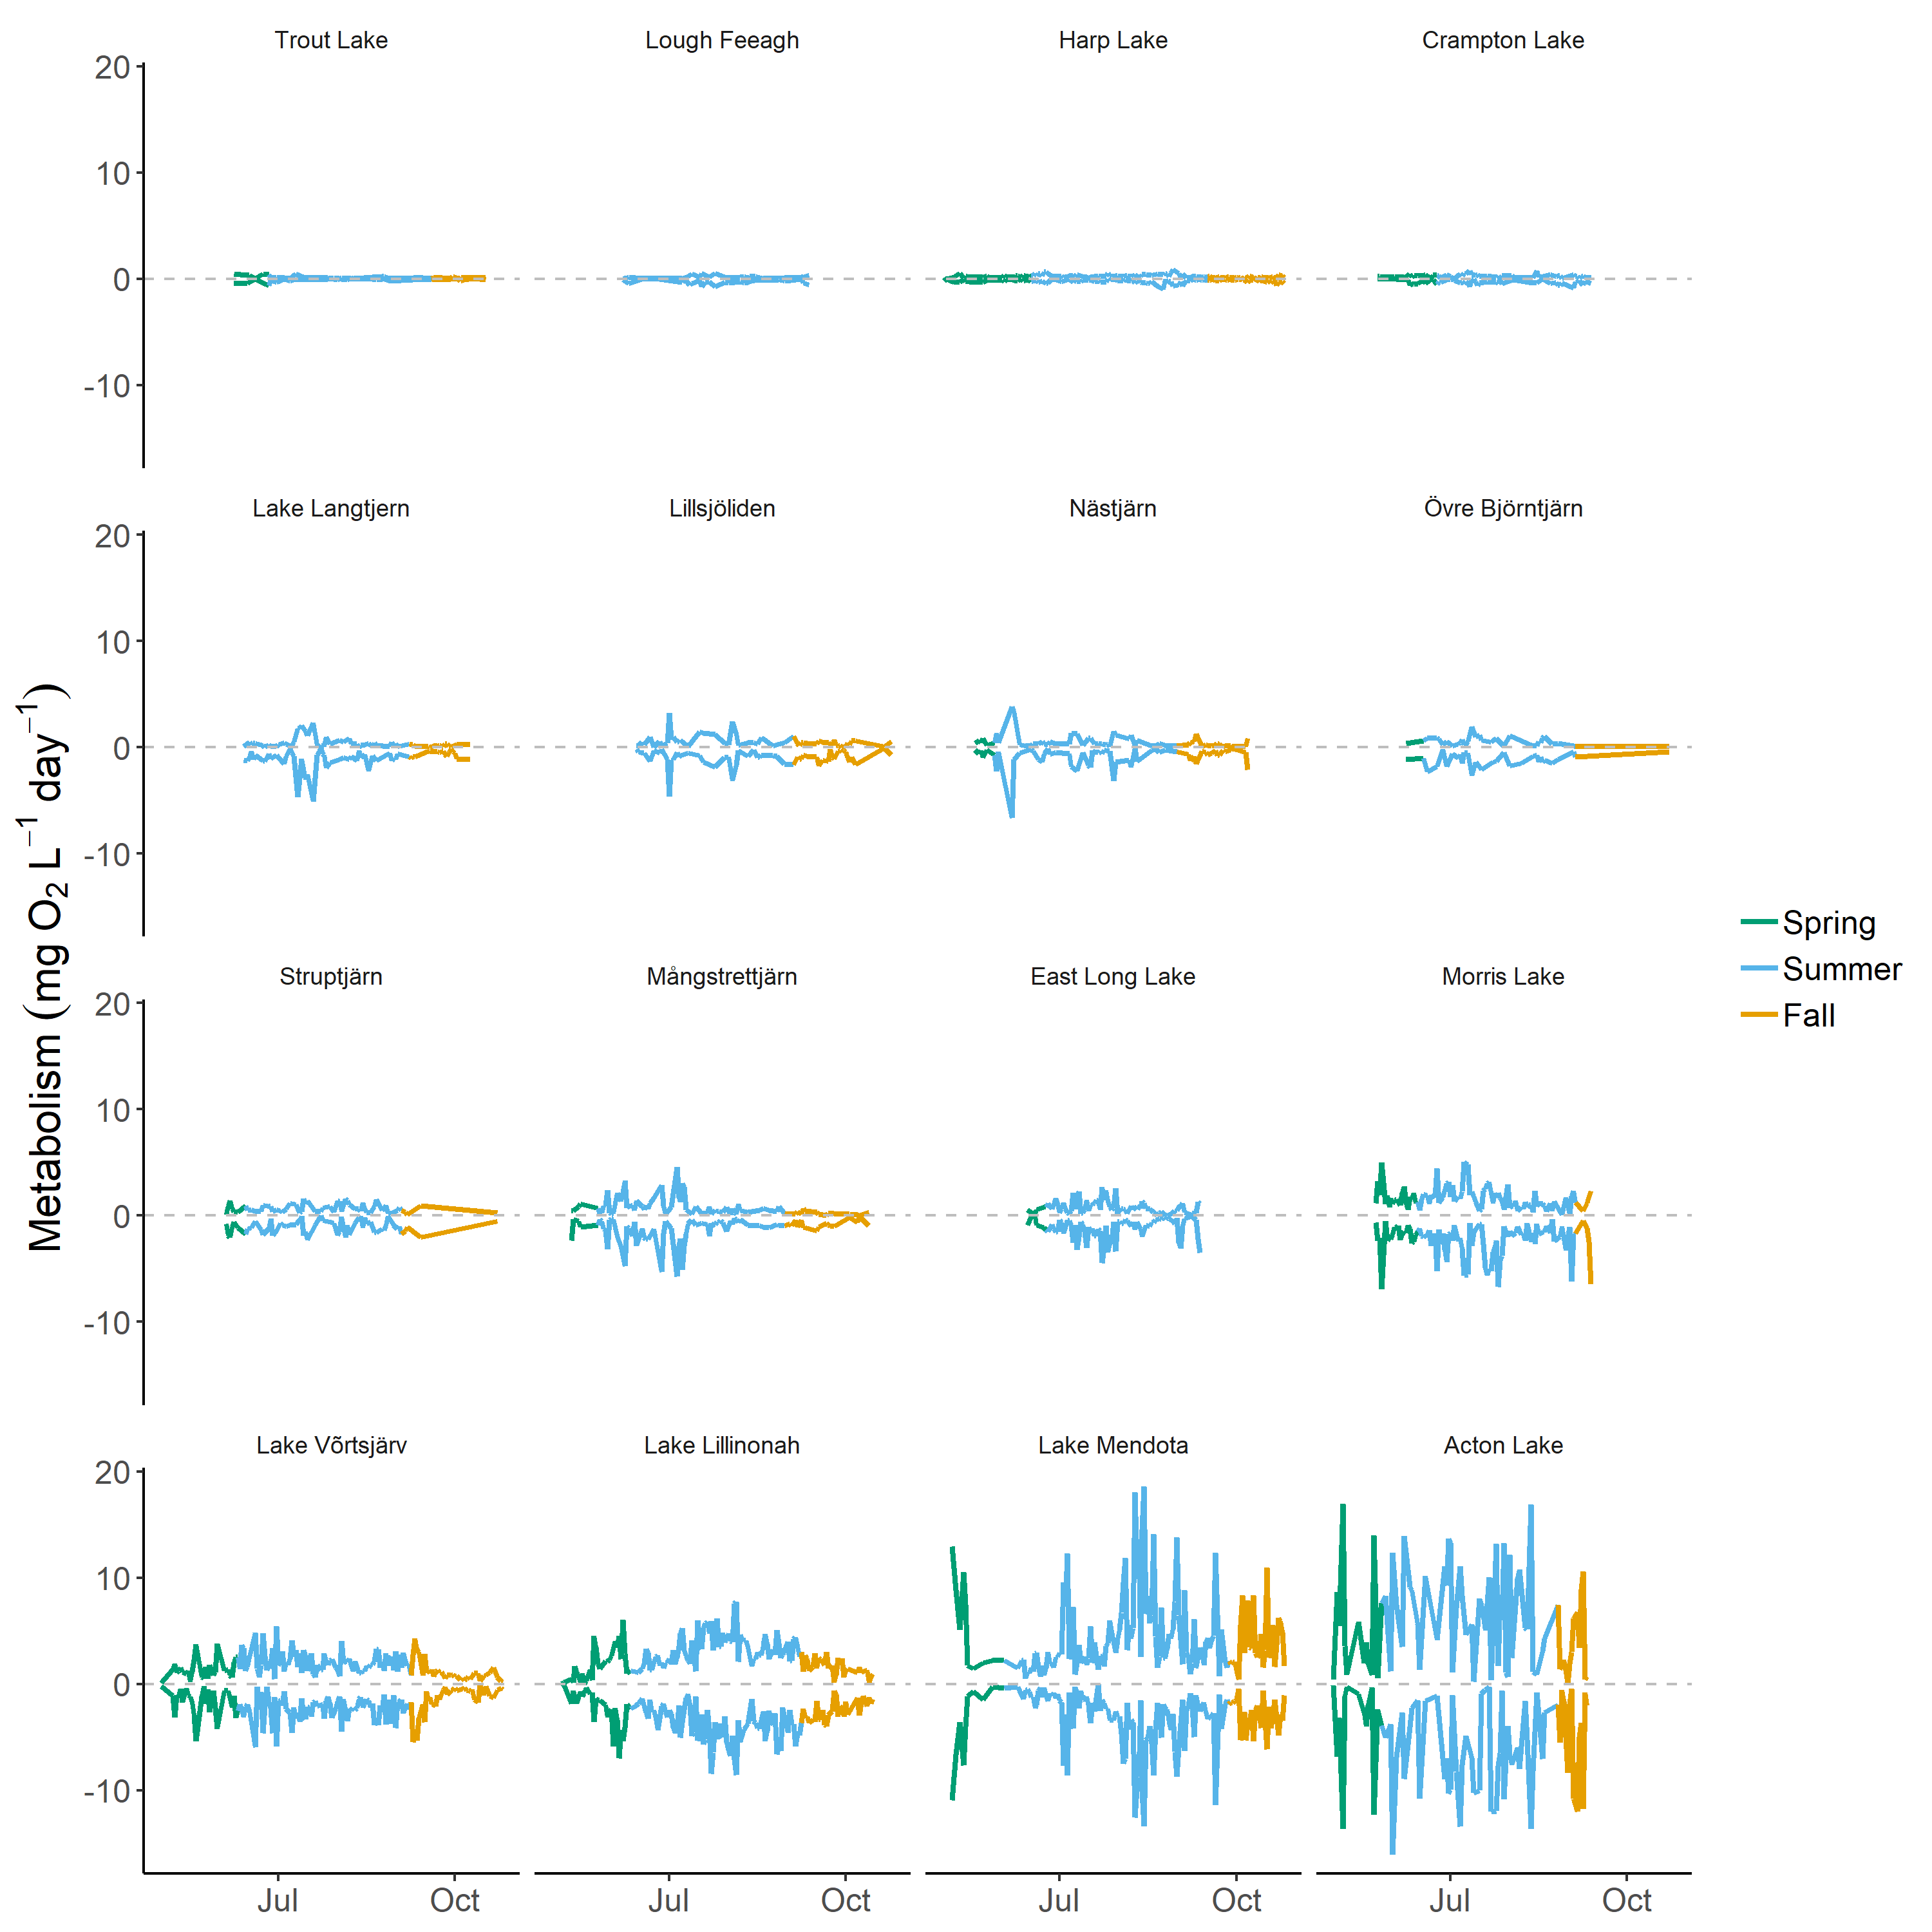 Trout Lake Lough Feeagh Harp Lake Crampton Lake
20
10
0
-10
Lake Langtjern Lillsjöliden Nästjärn Övre Björntjärn
20
10
0
-10
Metabolism (mg O₂ L⁻¹ day⁻¹)
Spring
Summer
Fall
Struptjärn Mångstrettjärn East Long Lake Morris Lake
20
10
0
-10
Lake Võrtsjärv Lake Lillinonah Lake Mendota Acton Lake
20
10
0
-10
Jul Oct Jul Oct Jul Oct Jul Oct